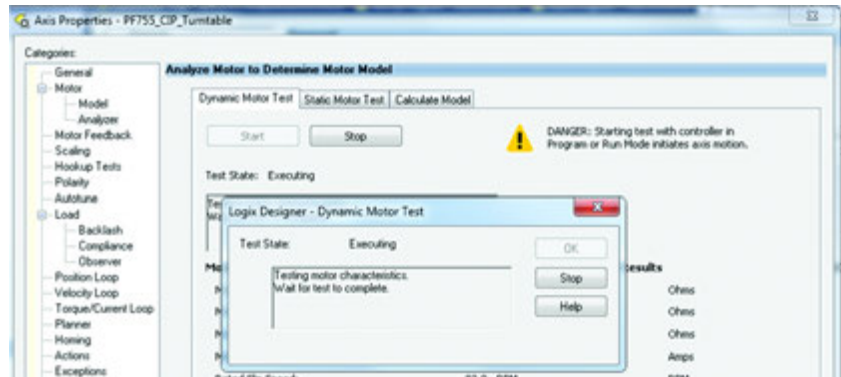 Axis Properties - PF755_CIP_Turntable
Categories:
General
Motor
Model
Analyzer
Motor Feedback
Scaling
Hookup Tests
Polarity
Autotune
Load
Backlash
Compliance
Observer
Position Loop
Velocity Loop
Torque/Current Loop
Planner
Homing
Actions
Exceptions
Analyze Motor to Determine Motor Model
Dynamic Motor Test Static Motor Test Calculate Model
Start Stop
DANGER: Starting test with controller in
Program or Run Mode initiates axis motion.
Test State: Executing
Logix Designer - Dynamic Motor Test
Test State: Executing
Testing motor characteristics.
Wait for test to complete.
OK
Stop
Help
Ohms
Ohms
Ohms
Amps